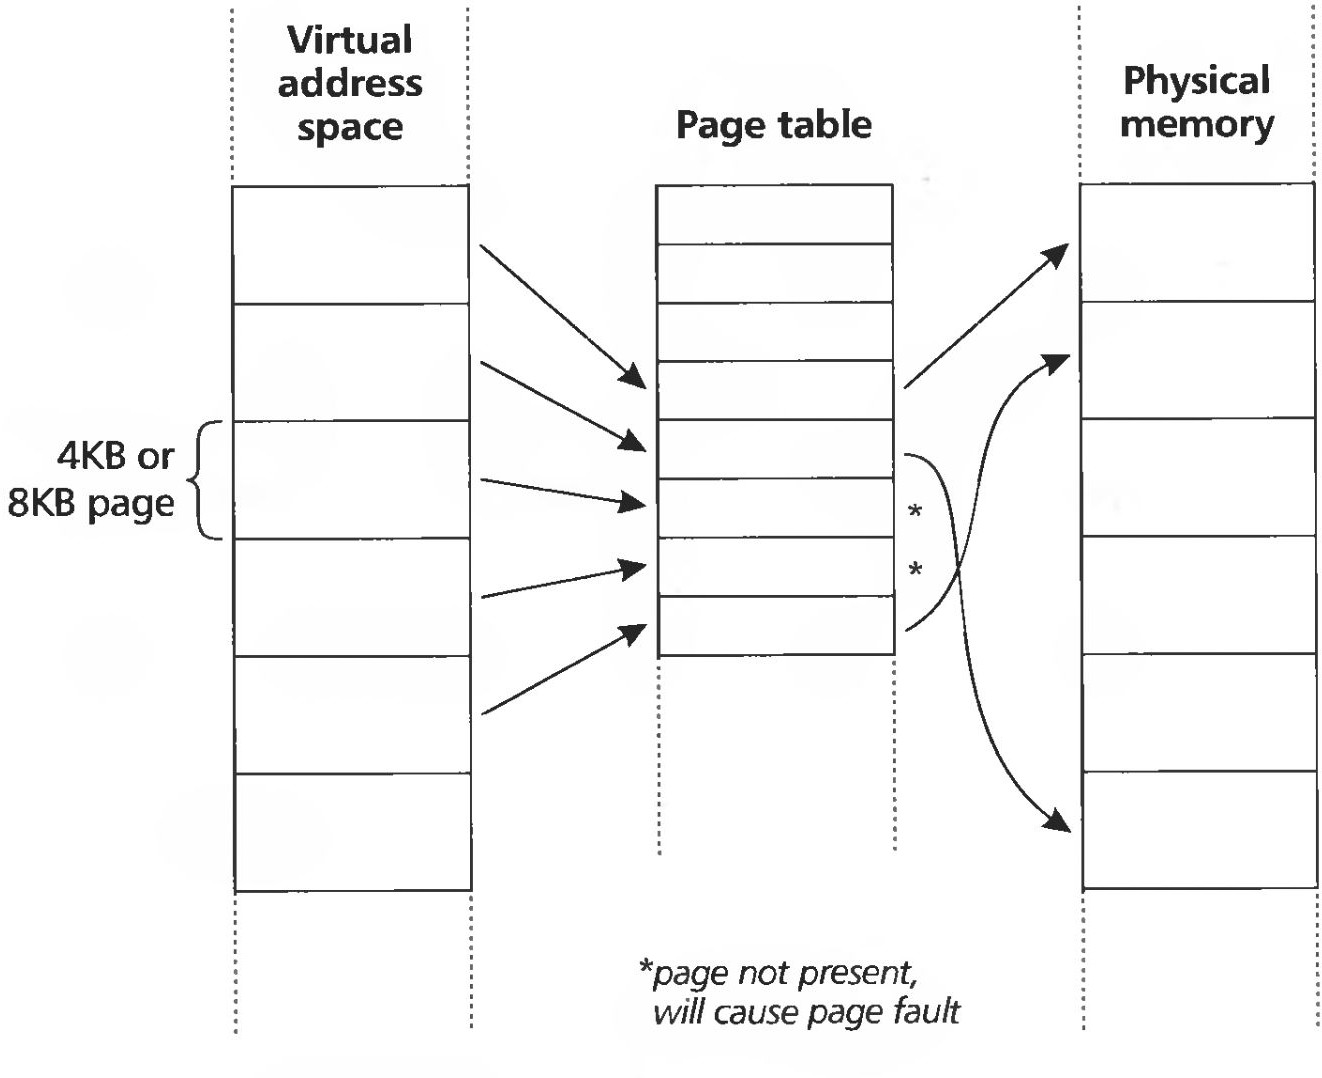 Virtual
address
space
Page table
Physical
memory
4KB or
8KB page
*
*
*page not present,
will cause page fault